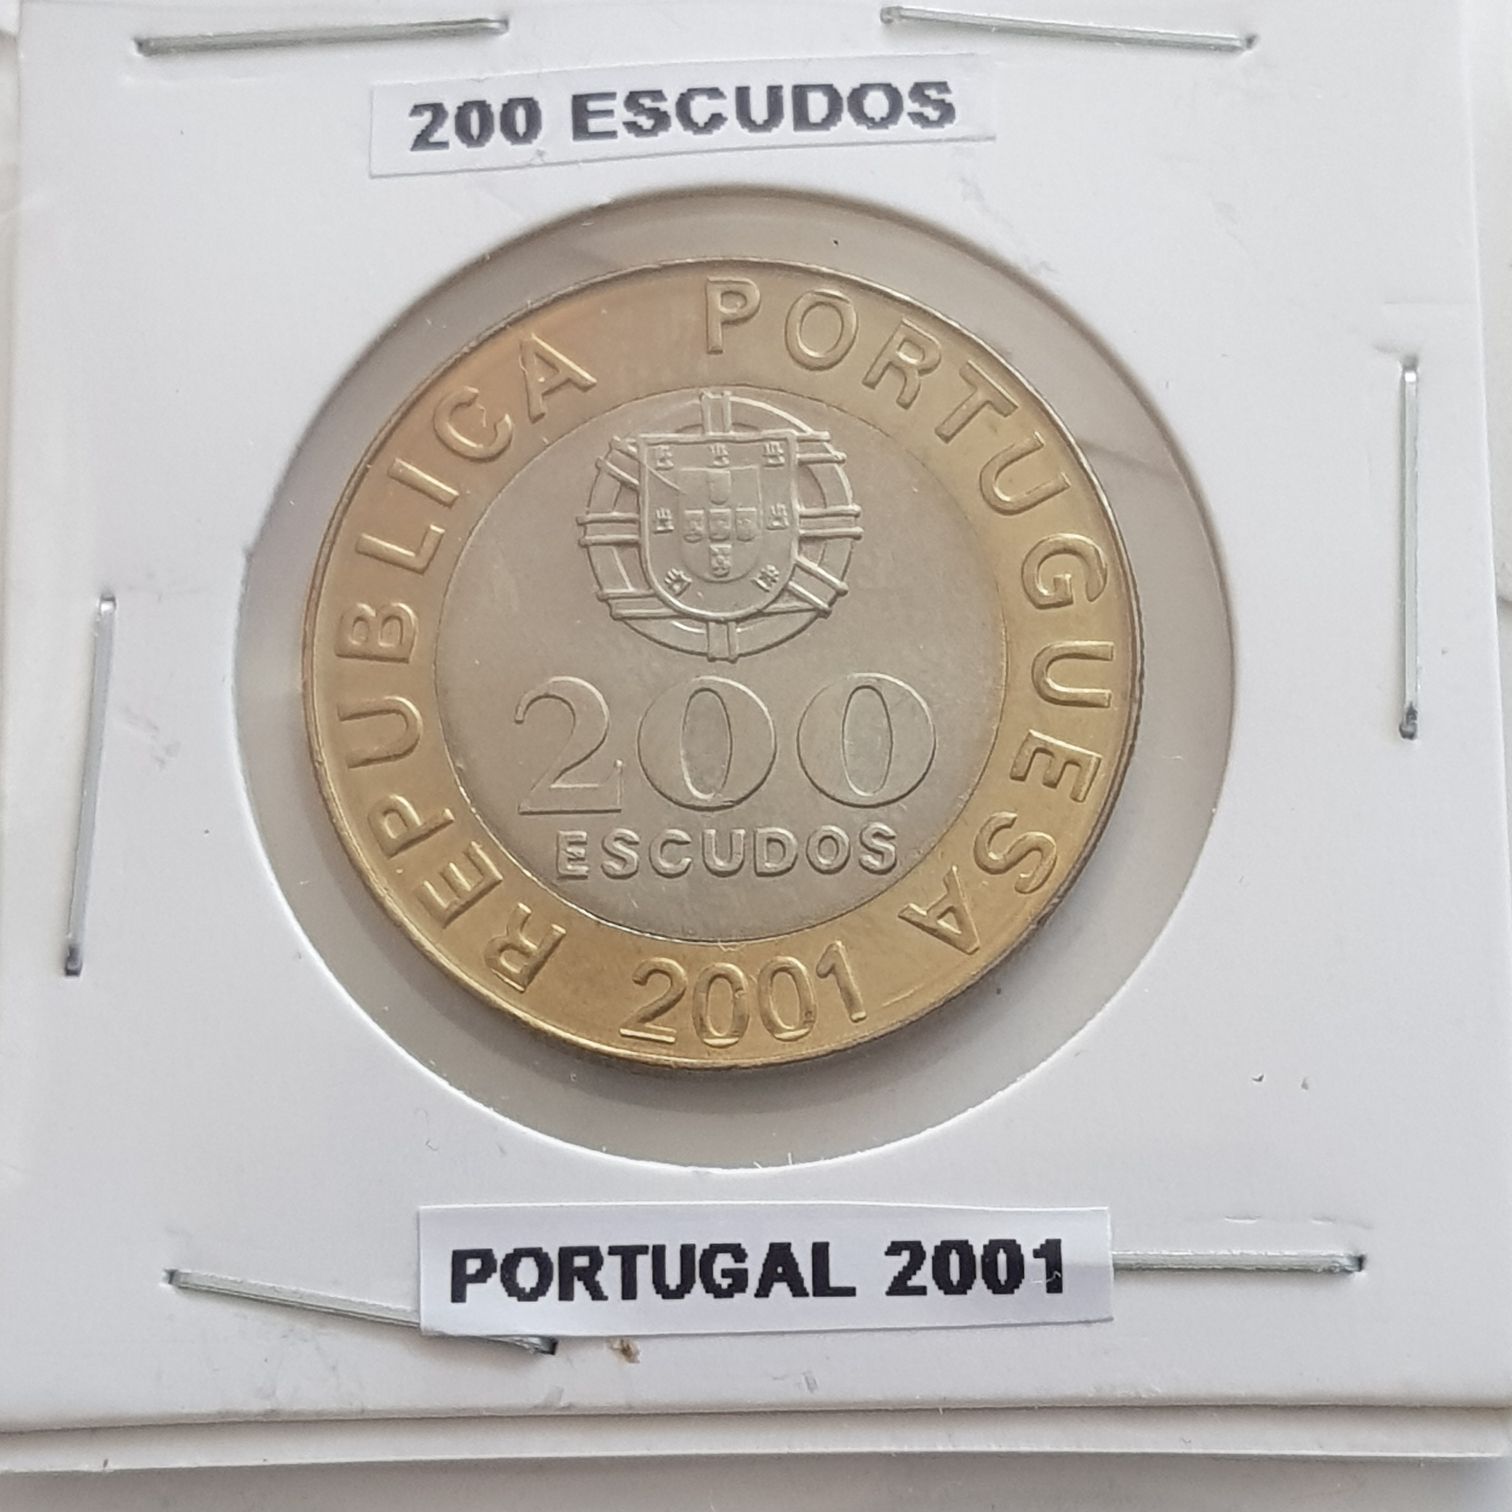 200 ESCUDOS
REPUBLICA PORTUGUESA
200
ESCUDOS
2001
PORTUGAL 2001